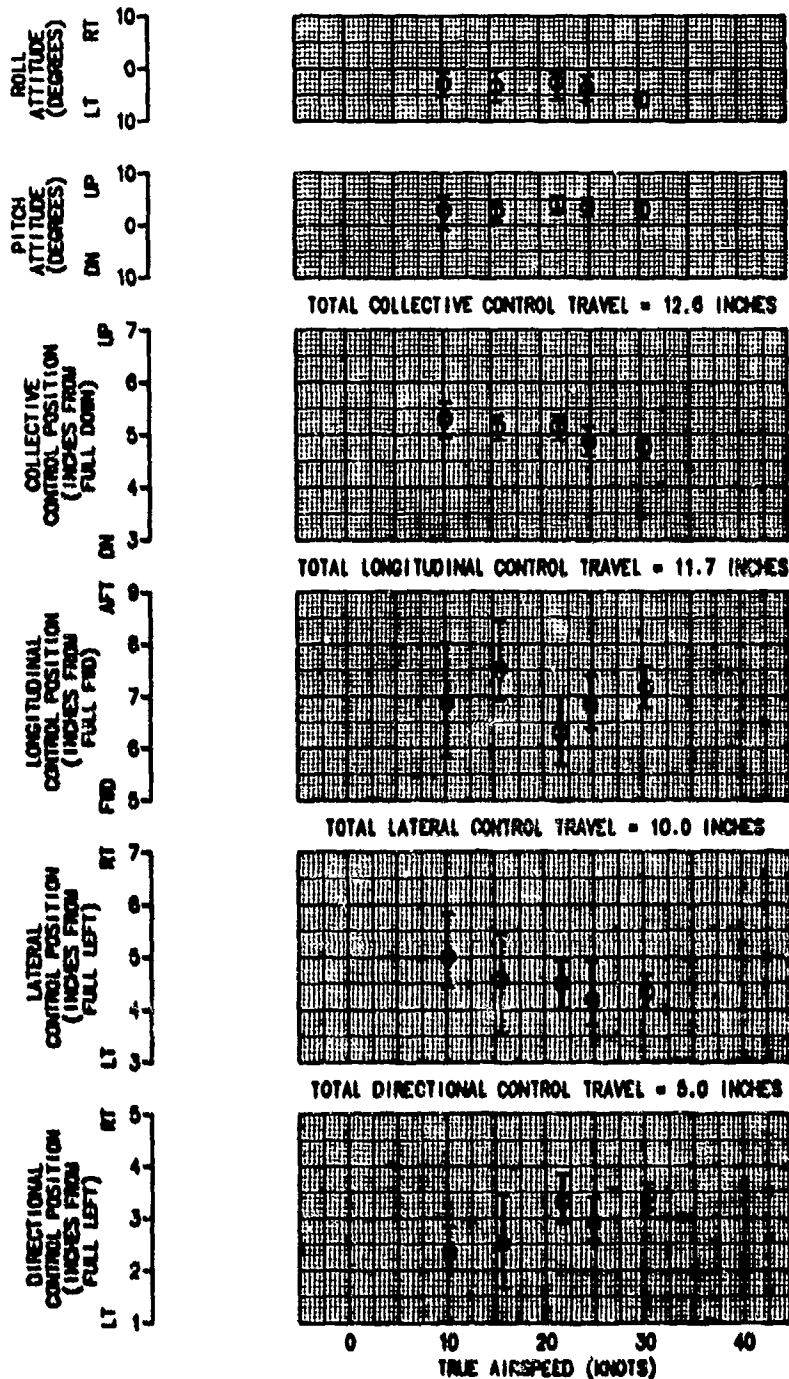 ROLL
ATTITUDE
(DEGREES)
LT RT
10
0
10
PITCH
ATTITUDE
(DEGREES)
DN UP
10
0
10
TOTAL COLLECTIVE CONTROL TRAVEL = 12.6 INCHES
COLLECTIVE
CONTROL POSITION
(INCHES FROM
FULL DOWN)
DN UP
7
6
5
4
3
TOTAL LONGITUDINAL CONTROL TRAVEL = 11.7 INCHES
LONGITUDINAL
CONTROL POSITION
(INCHES FROM
FULL FWD)
FWD AFT
9
8
7
6
5
TOTAL LATERAL CONTROL TRAVEL = 10.0 INCHES
LATERAL
CONTROL POSITION
(INCHES FROM
FULL LEFT)
LT RT
7
6
5
4
3
TOTAL DIRECTIONAL CONTROL TRAVEL = 5.0 INCHES
DIRECTIONAL
CONTROL POSITION
(INCHES FROM
FULL LEFT)
LT RT
5
4
3
2
1
0 10 20 30 40
TRUE AIRSPEED (KNOTS)